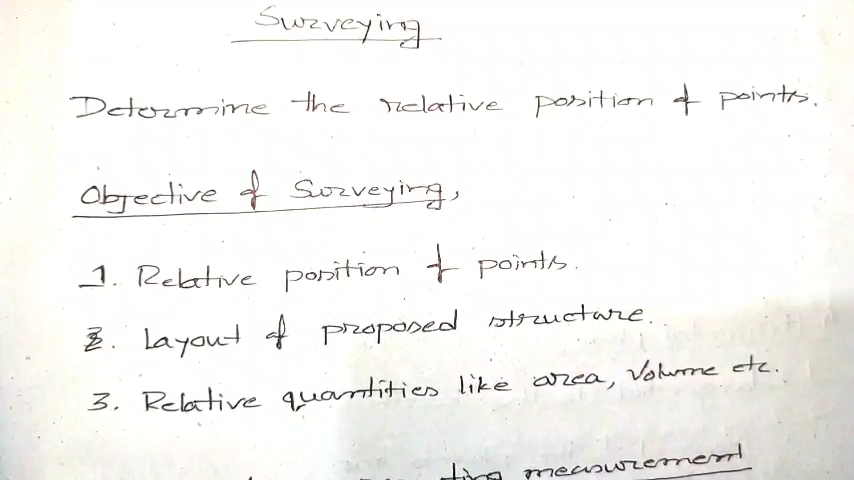 Surveying
Determine the relative position of points.
Objective of Surveying,
1. Relative position of points.
2. Layout of proposed structure.
3. Relative quantities like area, Volume etc.
measurement